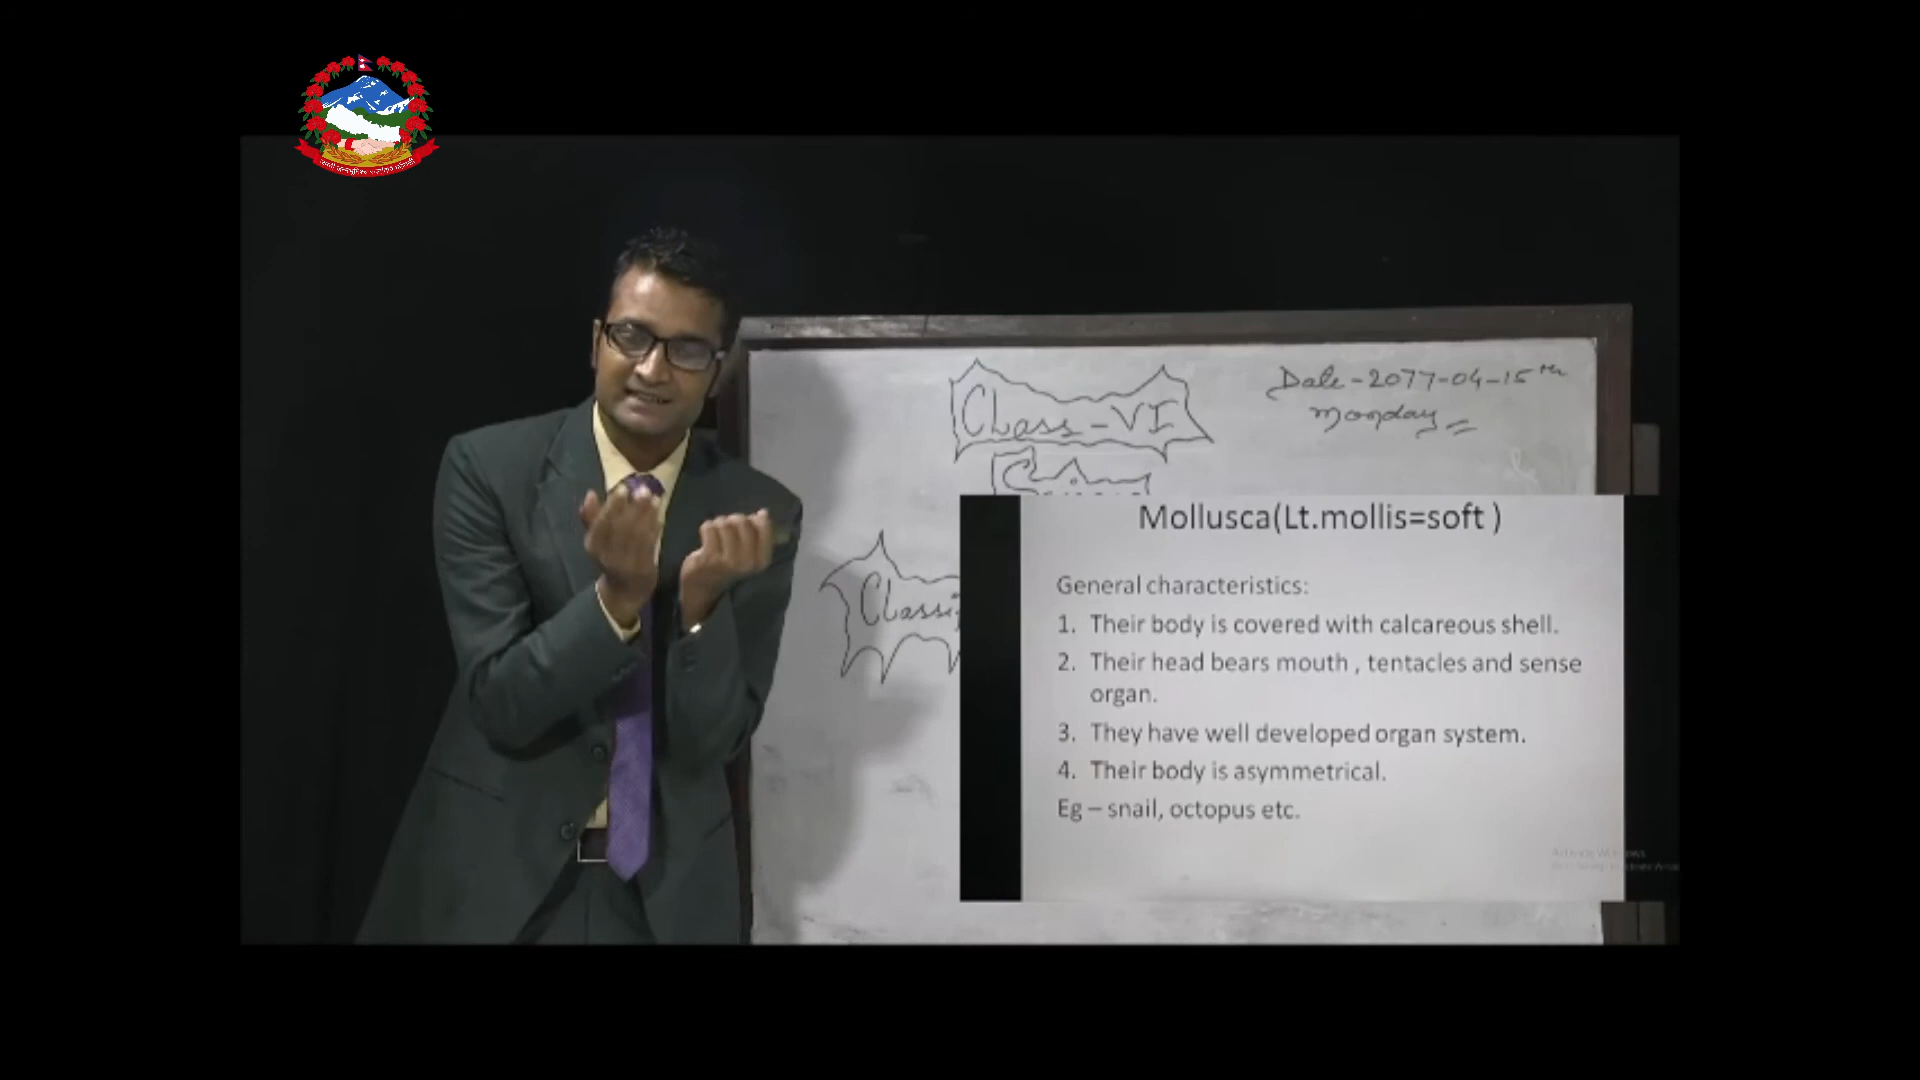 Class-VI
Date-2077-04-15th
Monday
Mollusca(Lt.mollis=soft )
General characteristics:
1. Their body is covered with calcareous shell.
2. Their head bears mouth , tentacles and sense
organ.
3. They have well developed organ system.
4. Their body is asymmetrical.
Eg – snail, octopus etc.